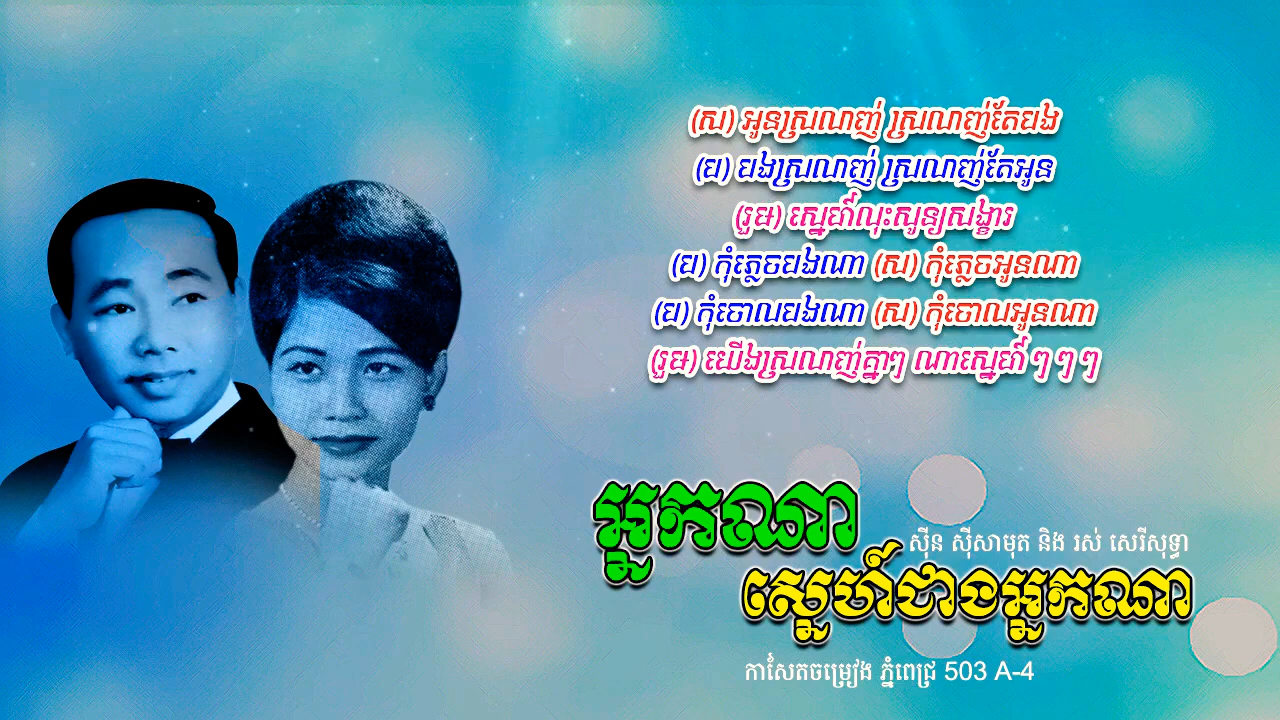 (ស) អូនស្រលាញ់ ស្រលាញ់តែបង
(ប) បងស្រលាញ់ ស្រលាញ់តែអូន
(រួម) ស្នេហ៍លុះសូន្យសង្ខារ
(ប) កុំភ្លេចបងណា (ស) កុំភ្លេចអូនណា
(ប) កុំចោលបងណា (ស) កុំចោលអូនណា
(រួម) យើងស្រលាញ់គ្នាៗ ណាស្នេហ៍ ៗ ៗ ៗ
អ្នកណា
ស៊ីន ស៊ីសាមុត និង រស់ សេរីសុទ្ធា
ស្នេហ៍ជាងអ្នកណា
កាសែតចម្រៀង ភ្នំពេជ្រ 503 A-4